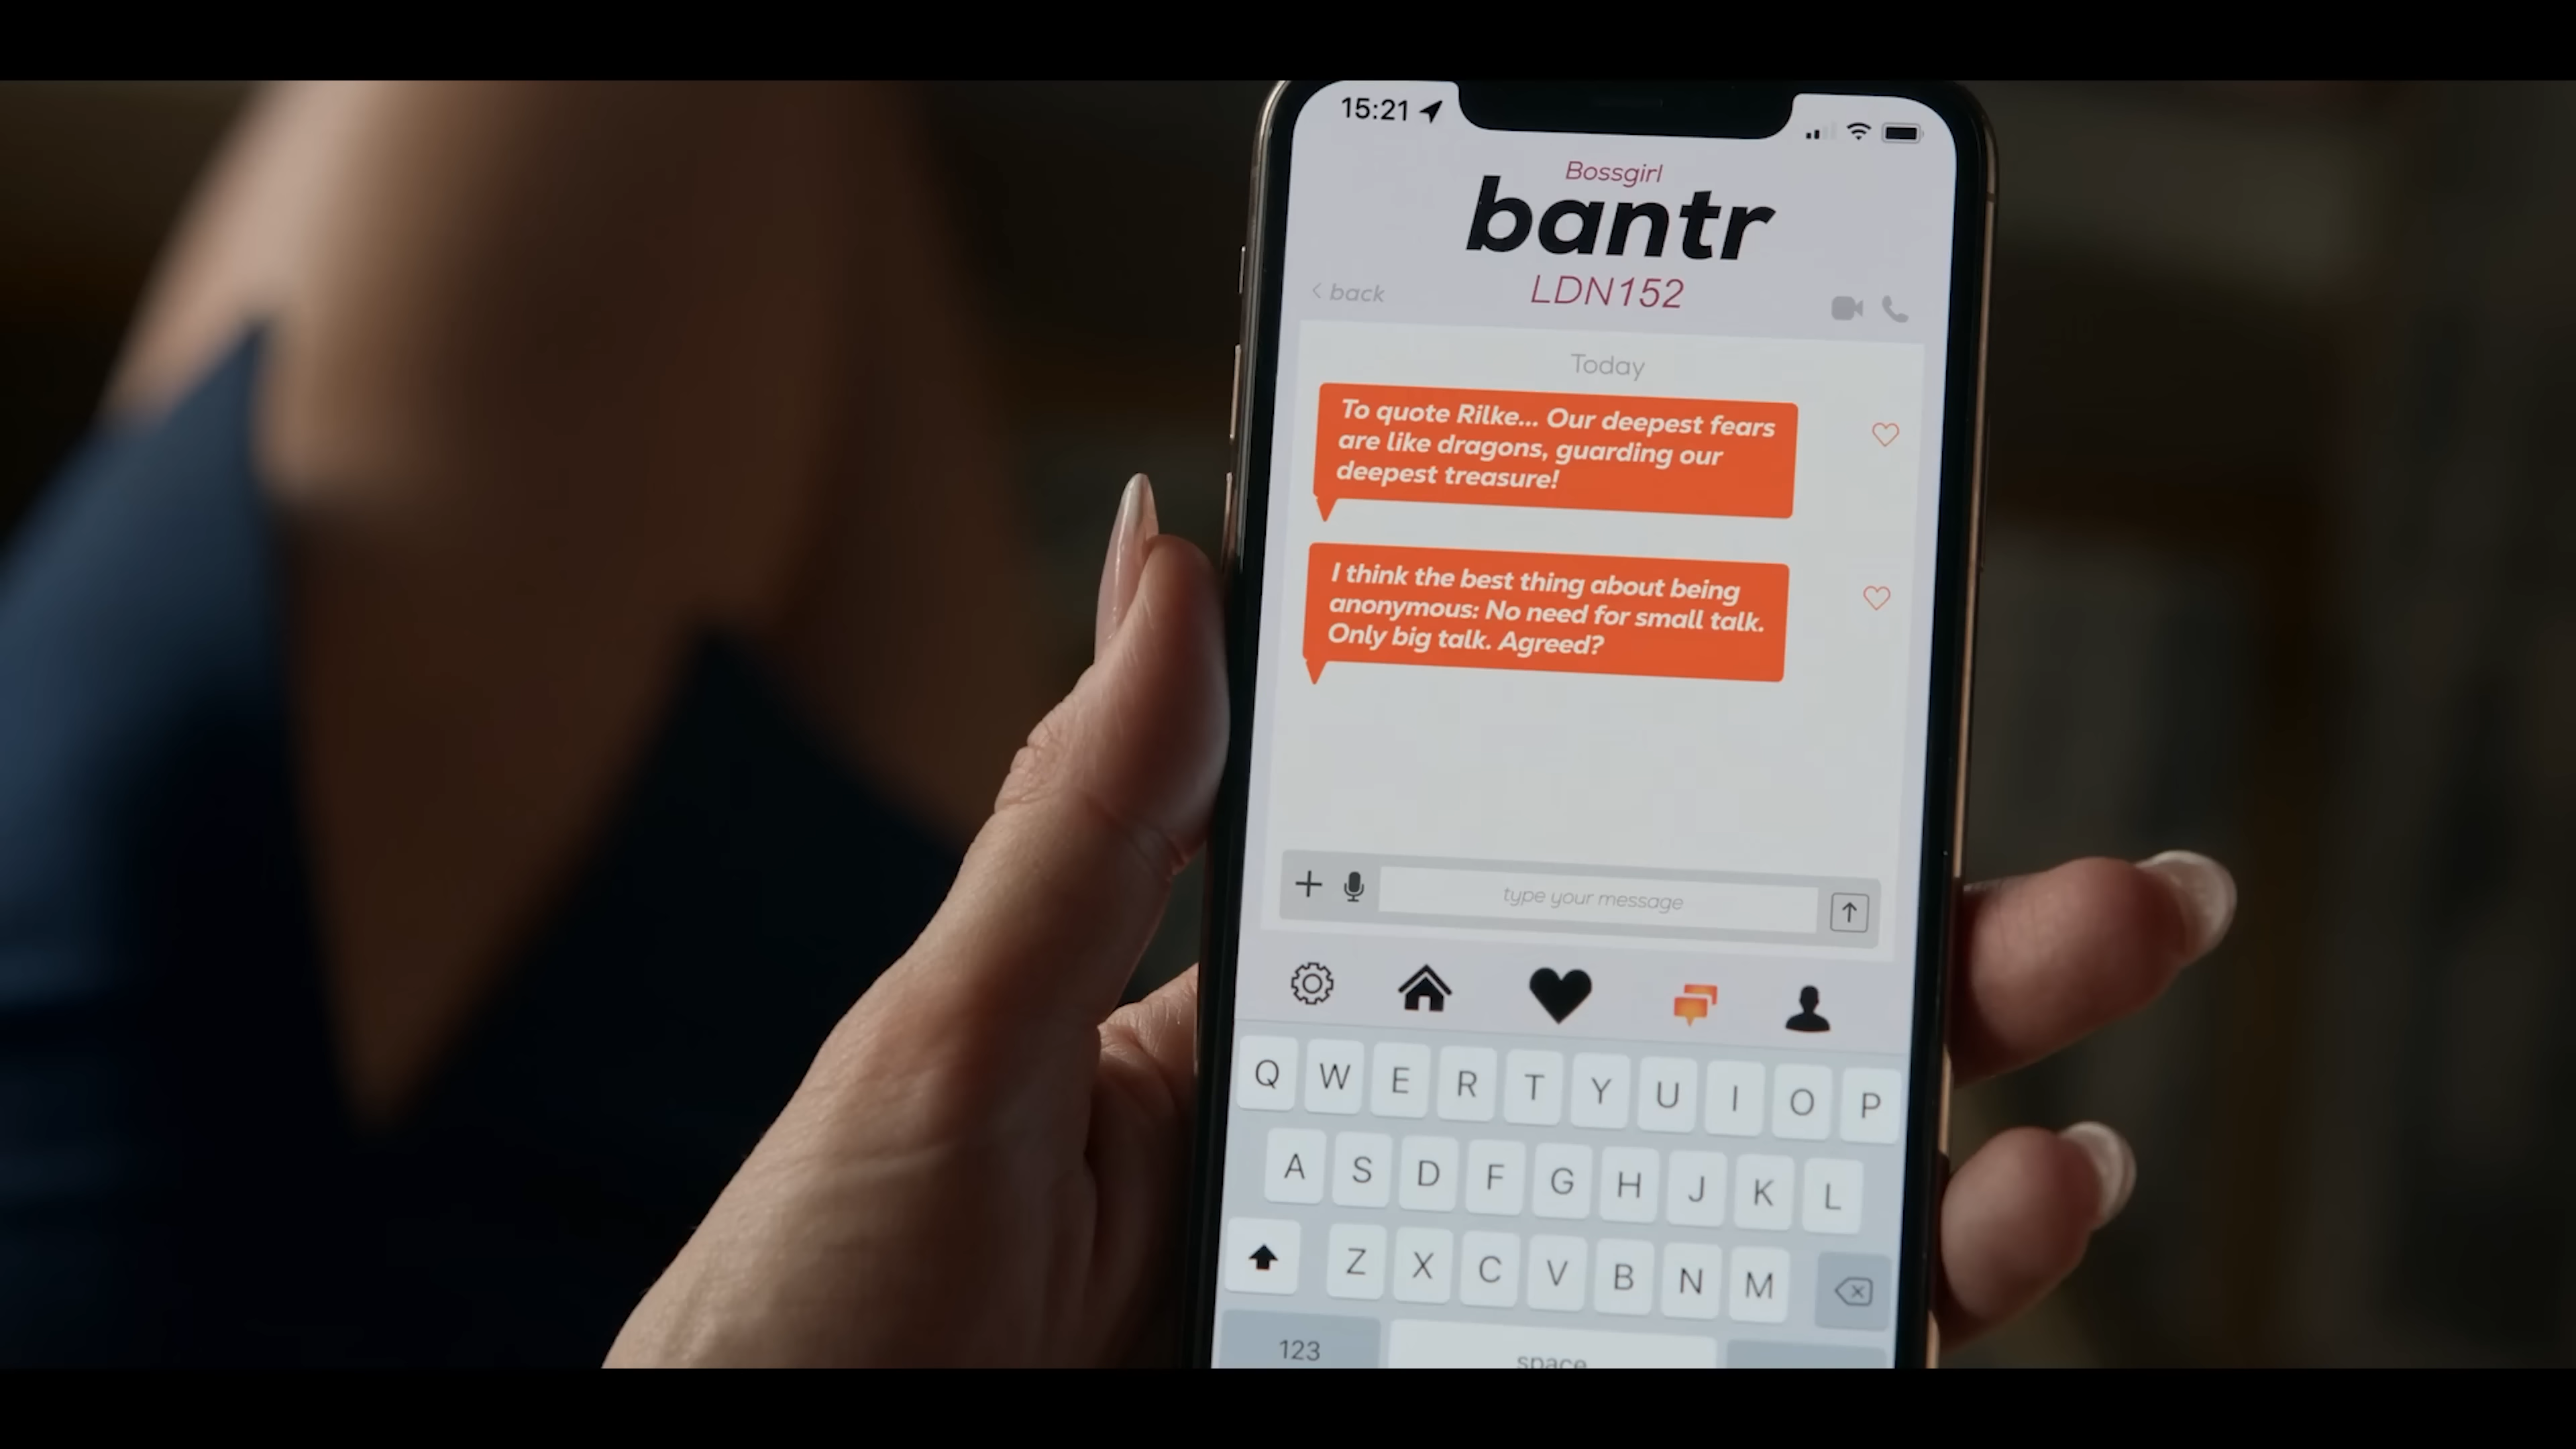 15:21
Bossgirl
bantr
< back
LDN152
Today
To quote Rilke... Our deepest fears
are like dragons, guarding our
deepest treasure!
I think the best thing about being
anonymous: No need for small talk.
Only big talk. Agreed?
type your message
Q W E R T Y U I O P
A S D F G H J K L
Z X C V B N M
123 space